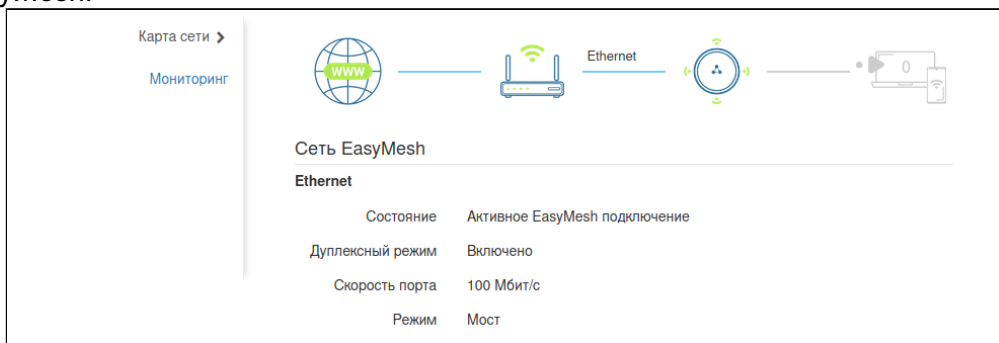 ymesh.
Карта сети
Мониторинг
WWW
Ethernet
0
Сеть EasyMesh
Ethernet
Состояние Активное EasyMesh подключение
Дуплексный режим Включено
Скорость порта 100 Мбит/с
Режим Мост